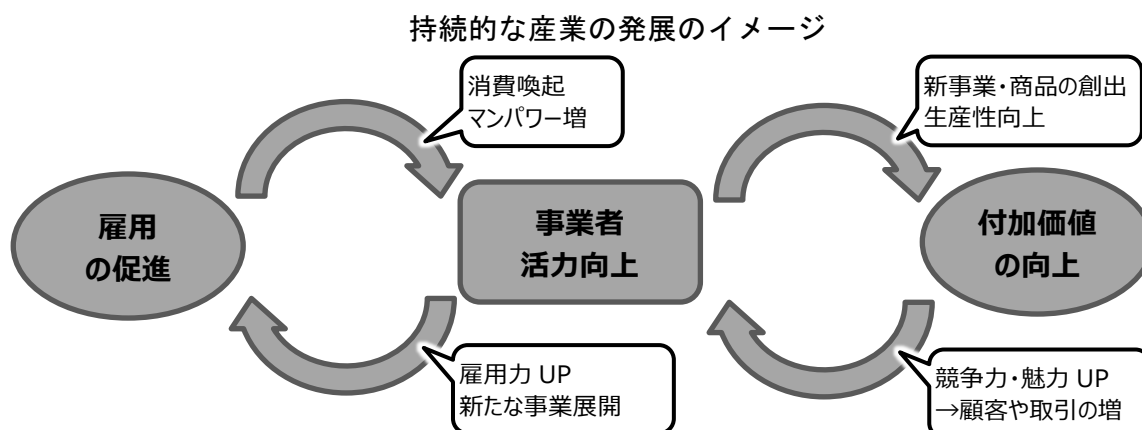 持続的な産業の発展のイメージ
消費喚起
マンパワー増
新事業・商品の創出
生産性向上
雇用
の促進
事業者
活力向上
付加価値
の向上
雇用力 UP
新たな事業展開
競争力・魅力 UP
→顧客や取引の増